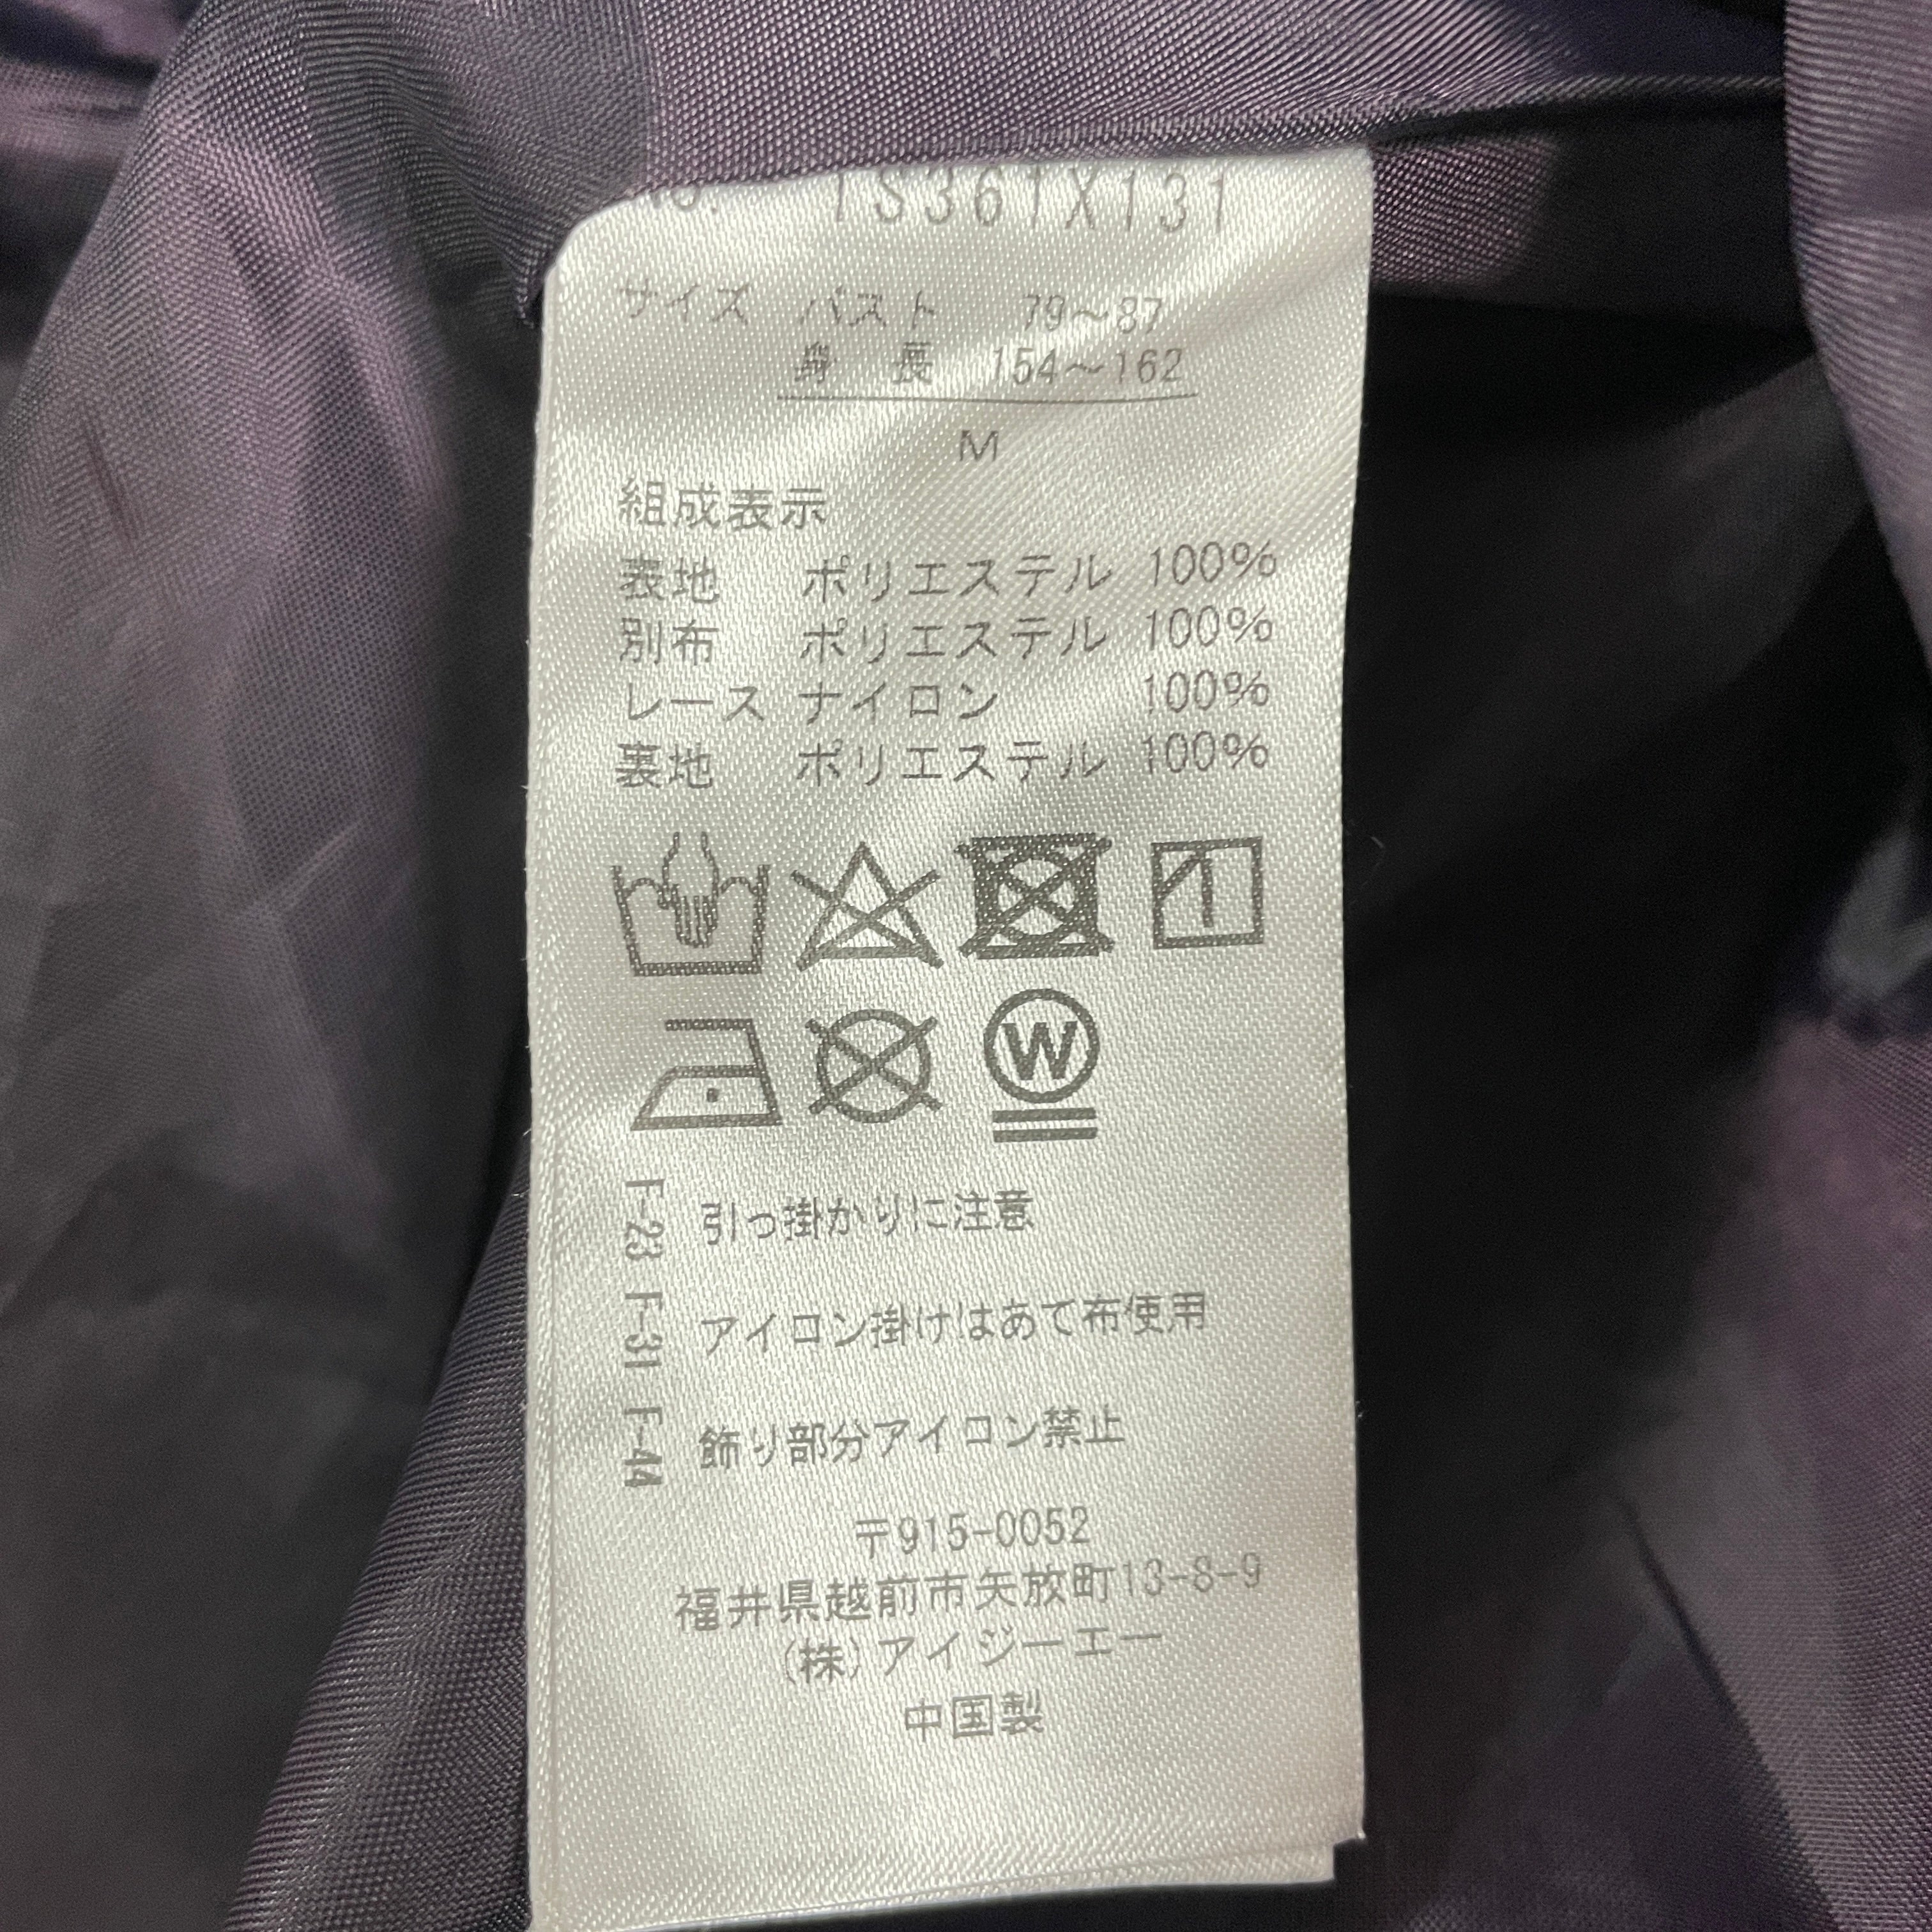 No. TS361X131
サイズ バスト 79~87
身 長 154~162
M
組成表示
表地 ポリエステル 100%
別布 ポリエステル 100%
レース ナイロン 100%
裏地 ポリエステル 100%
W
F-23 F-31 F-44
引っ掛かりに注意
アイロン掛けはあて布使用
飾り部分アイロン禁止
〒915-0052
福井県越前市矢放町13-8-9
(株)アイジーエー
中国製